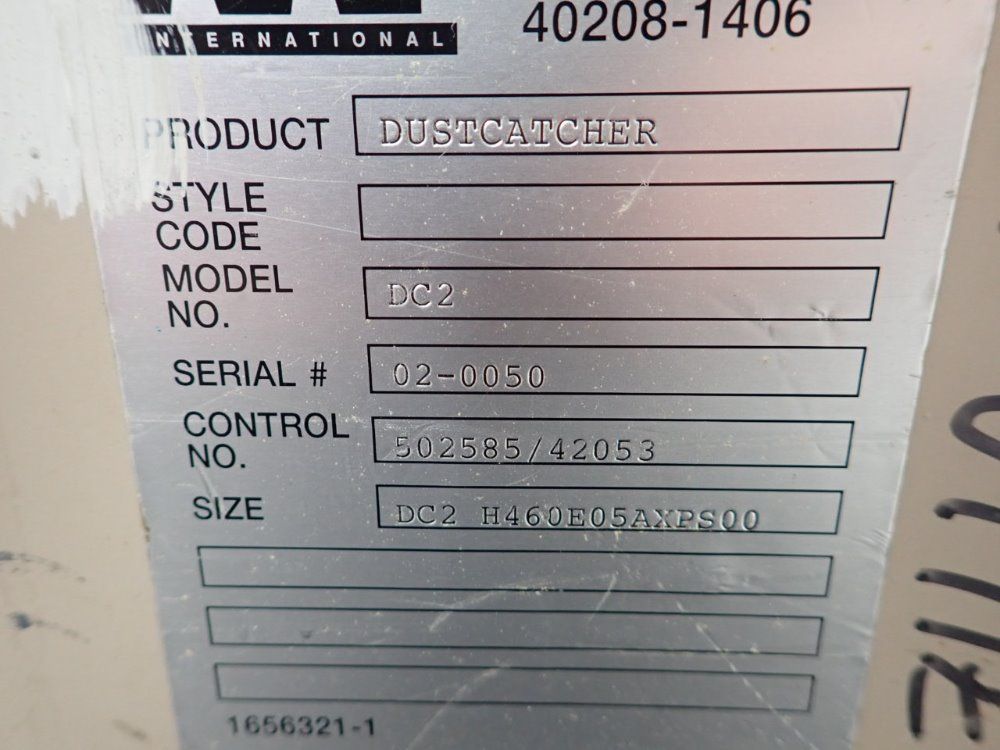 INTERNATIONAL
40208-1406
PRODUCT DUSTCATCHER
STYLE
CODE
MODEL
NO. DC2
SERIAL # 02-0050
CONTROL
NO. 502585/42053
SIZE DC2 H460E05AXPS00
1656321-1